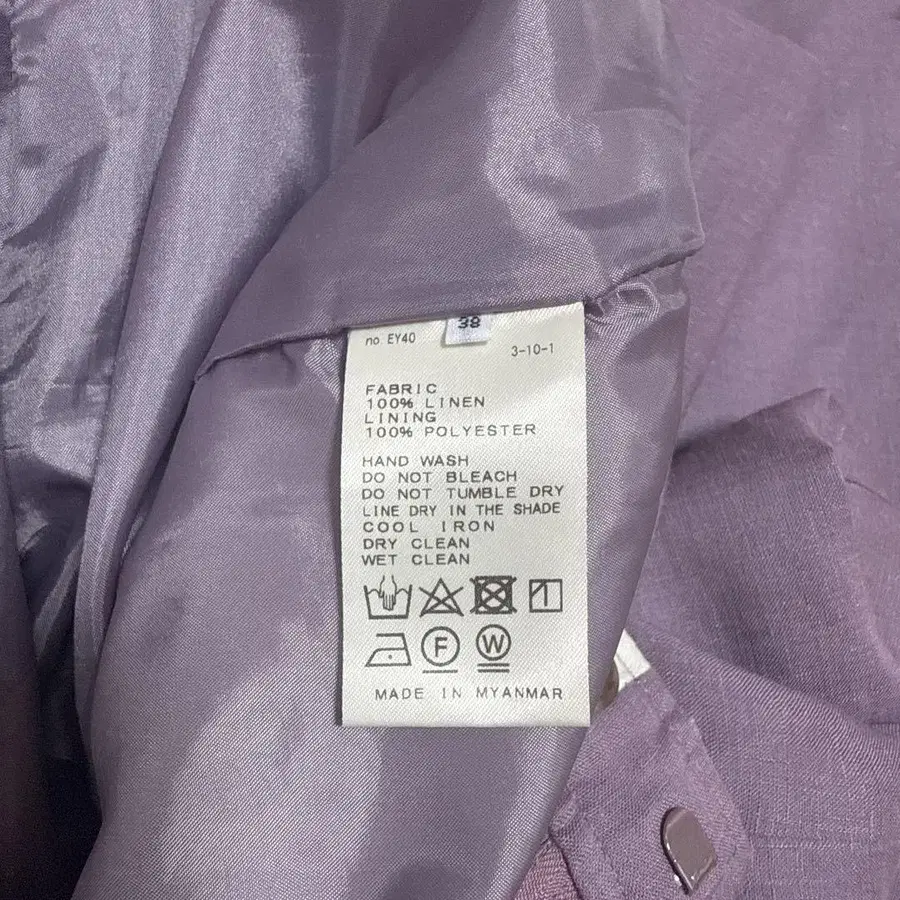 no. EY40
39
3-10-1
FABRIC
100% LINEN
LINING
100% POLYESTER
HAND WASH
DO NOT BLEACH
DO NOT TUMBLE DRY
LINE DRY IN THE SHADE
COOL IRON
DRY CLEAN
WET CLEAN
F
W
MADE IN MYANMAR